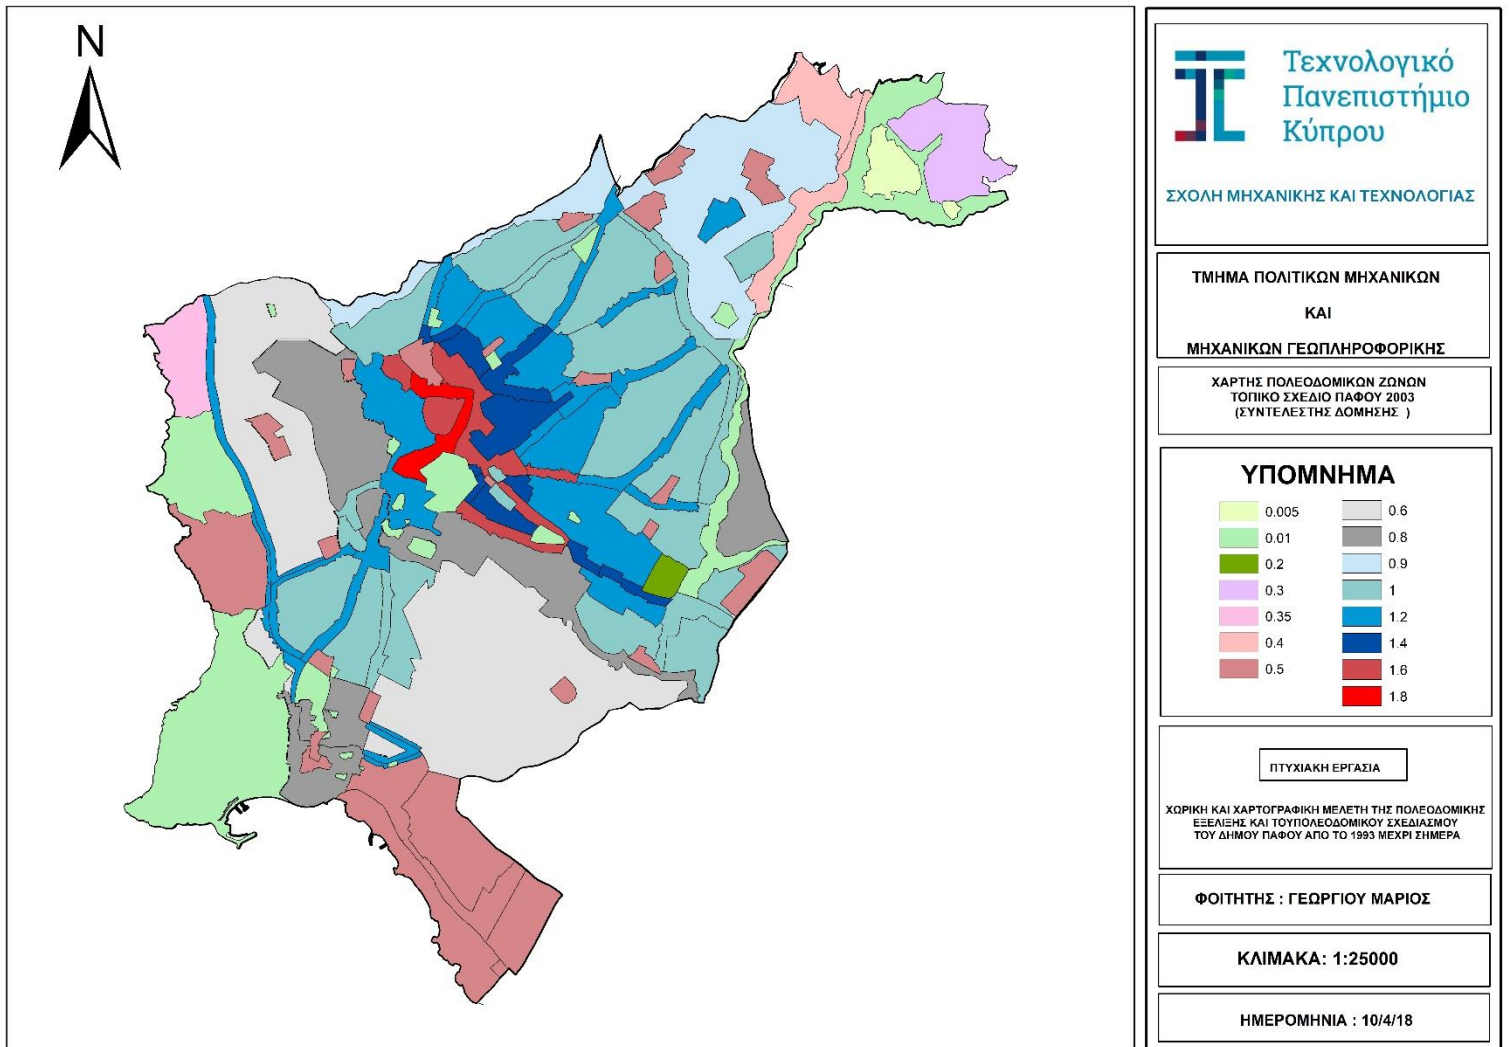 N
Τεχνολογικό
Πανεπιστήμιο
Κύπρου
ΣΧΟΛΗ ΜΗΧΑΝΙΚΗΣ ΚΑΙ ΤΕΧΝΟΛΟΓΙΑΣ
ΤΜΗΜΑ ΠΟΛΙΤΙΚΩΝ ΜΗΧΑΝΙΚΩΝ
ΚΑΙ
ΜΗΧΑΝΙΚΩΝ ΓΕΩΠΛΗΡΟΦΟΡΙΚΗΣ
ΧΑΡΤΗΣ ΠΟΛΕΟΔΟΜΙΚΩΝ ΖΩΝΩΝ
ΤΟΠΙΚΟ ΣΧΕΔΙΟ ΠΑΦΟΥ 2003
(ΣΥΝΤΕΛΕΣΤΗΣ ΔΟΜΗΣΗΣ )
ΥΠΟΜΝΗΜΑ
0.005
0.01
0.2
0.3
0.35
0.4
0.5
0.6
0.8
0.9
1
1.2
1.4
1.6
1.8
ΠΤΥΧΙΑΚΗ ΕΡΓΑΣΙΑ
ΧΩΡΙΚΗ ΚΑΙ ΧΑΡΤΟΓΡΑΦΙΚΗ ΜΕΛΕΤΗ ΤΗΣ ΠΟΛΕΟΔΟΜΙΚΗΣ
ΕΞΕΛΙΞΗΣ ΚΑΙ ΤΟΥΠΟΛΕΟΔΟΜΙΚΟΥ ΣΧΕΔΙΑΣΜΟΥ
ΤΟΥ ΔΗΜΟΥ ΠΑΦΟΥ ΑΠΟ ΤΟ 1993 ΜΕΧΡΙ ΣΗΜΕΡΑ
ΦΟΙΤΗΤΗΣ : ΓΕΩΡΓΙΟΥ ΜΑΡΙΟΣ
ΚΛΙΜΑΚΑ: 1:25000
ΗΜΕΡΟΜΗΝΙΑ : 10/4/18